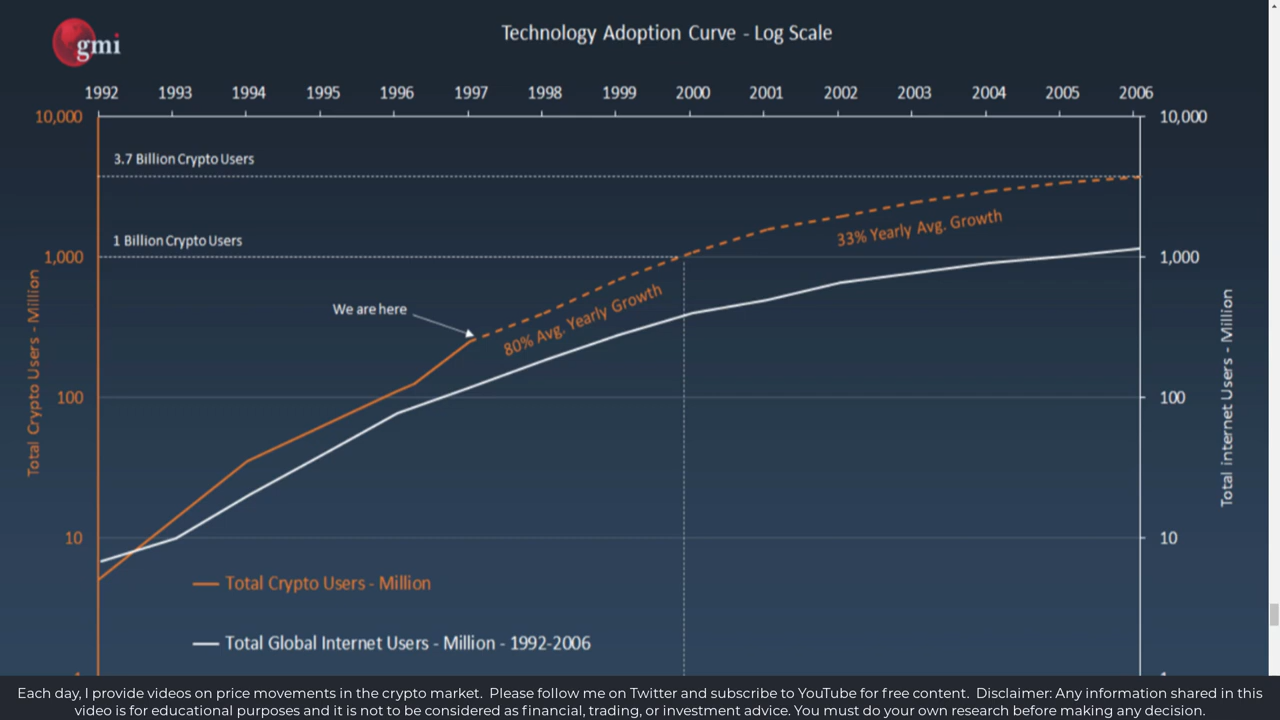 gmi
Technology Adoption Curve - Log Scale
1992 1993 1994 1995 1996 1997 1998 1999 2000 2001 2002 2003 2004 2005 2006
10,000 10,000
3.7 Billion Crypto Users
33% Yearly Avg. Growth
1 Billion Crypto Users
1,000 1,000
We are here
80% Avg. Yearly Growth
Total Crypto Users - Million
Total internet Users - Million
100 100
10 10
Total Crypto Users - Million
Total Global Internet Users - Million - 1992-2006
Each day, I provide videos on price movements in the crypto market. Please follow me on Twitter and subscribe to YouTube for free content. Disclaimer: Any information shared in this
video is for educational purposes and it is not to be considered as financial, trading, or investment advice. You must do your own research before making any decision.